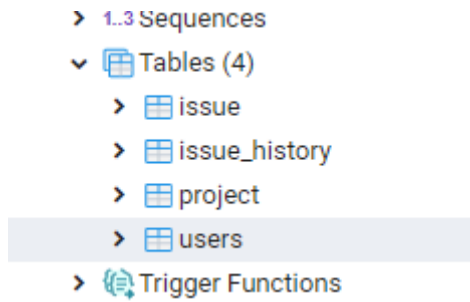 1..3 Sequences
Tables (4)
issue
issue_history
project
users
Trigger Functions